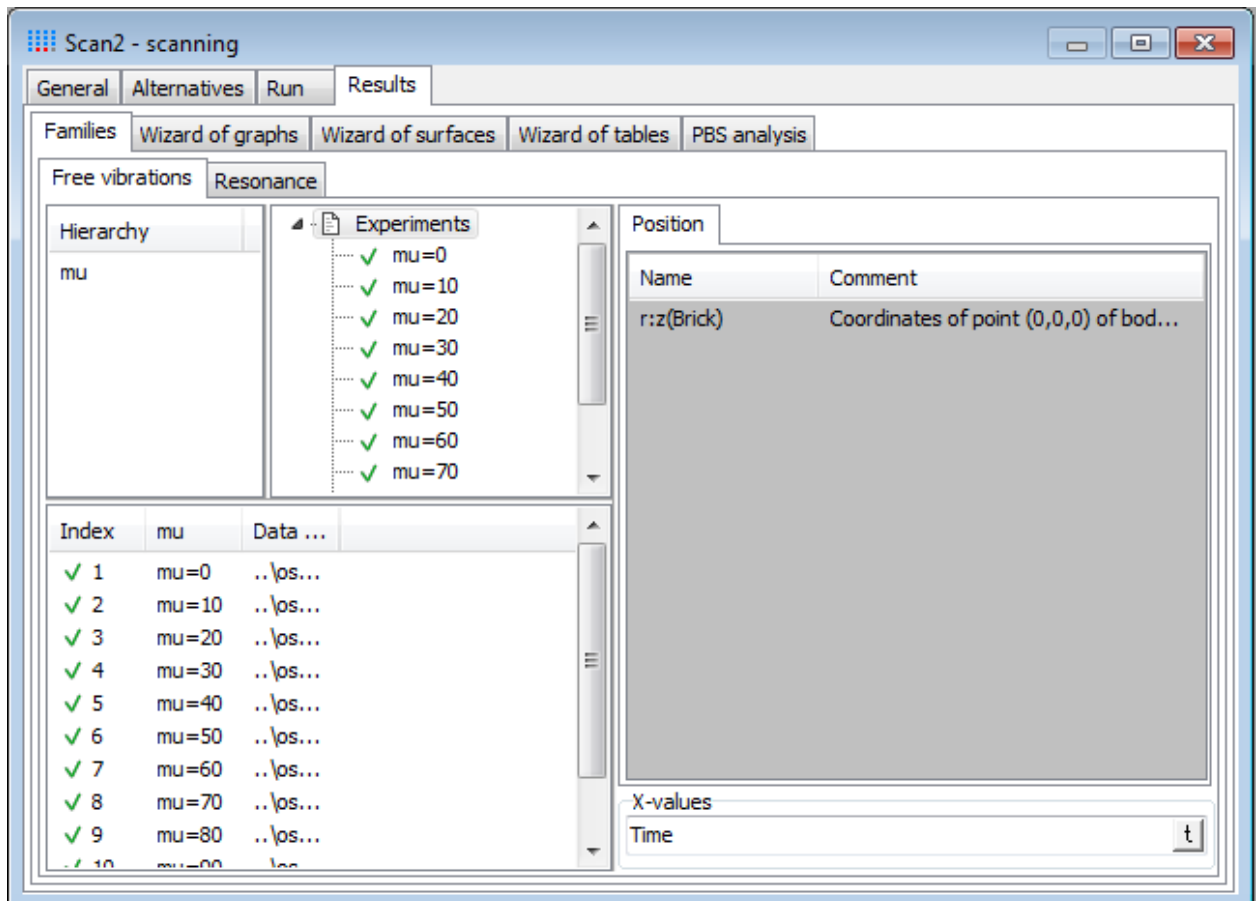 Scan2 - scanning
General Alternatives Run Results
Families Wizard of graphs Wizard of surfaces Wizard of tables PBS analysis
Free vibrations Resonance
Hierarchy
mu
Experiments
mu=0
mu=10
mu=20
mu=30
mu=40
mu=50
mu=60
mu=70
Position
Name Comment
r:z(Brick) Coordinates of point (0,0,0) of bod...
Index mu Data ...
1 mu=0 ..\os...
2 mu=10 ..\os...
3 mu=20 ..\os...
4 mu=30 ..\os...
5 mu=40 ..\os...
6 mu=50 ..\os...
7 mu=60 ..\os...
8 mu=70 ..\os...
9 mu=80 ..\os...
X-values
Time t